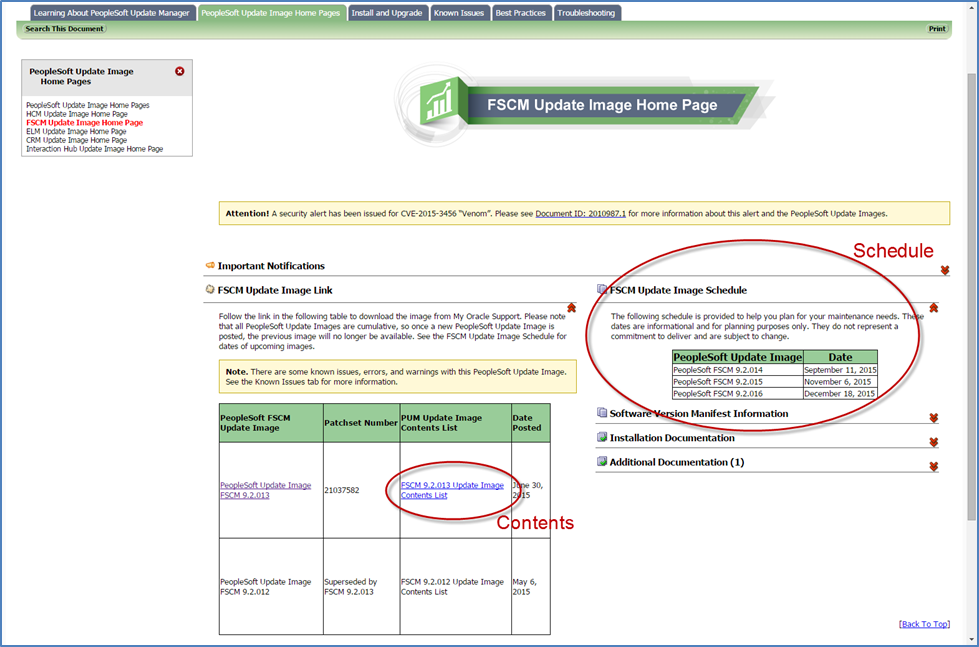 Learning About PeopleSoft Update Manager
PeopleSoft Update Image Home Pages
Install and Upgrade
Known Issues
Best Practices
Troubleshooting
Search This Document
Print
PeopleSoft Update Image
Home Pages
PeopleSoft Update Image Home Pages
HCM Update Image Home Page
FSCM Update Image Home Page
ELM Update Image Home Page
CRM Update Image Home Page
Interaction Hub Update Image Home Page
FSCM Update Image Home Page
Attention! A security alert has been issued for CVE-2015-3456 "Venom". Please see Document ID: 2010987.1 for more information about this alert and the PeopleSoft Update Images.
Schedule
Important Notifications
FSCM Update Image Link
Follow the link in the following table to download the image from My Oracle Support. Please
note that all PeopleSoft Update Images are cumulative, so once a new PeopleSoft Update Image is
posted, the previous image will no longer be available. See the FSCM Update Image Schedule for
dates of upcoming images.
Note. There are some known issues, errors, and warnings with this PeopleSoft Update Image.
See the Known Issues tab for more information.
PeopleSoft FSCM
Update Image
Patchset Number
PUM Update Image
Contents List
Date
Posted
PeopleSoft Update Image
FSCM 9.2.013
21037582
FSCM 9.2.013 Update Image
Contents List
June 30,
2015
Contents
PeopleSoft Update Image
FSCM 9.2.012
Superseded by
FSCM 9.2.013
FSCM 9.2.012 Update Image
Contents List
May 6,
2015
FSCM Update Image Schedule
The following schedule is provided to help you plan for your maintenance needs. These
dates are informational and for planning purposes only. They do not represent a
commitment to deliver and are subject to change.
PeopleSoft Update Image Date
PeopleSoft FSCM 9.2.014 September 11, 2015
PeopleSoft FSCM 9.2.015 November 6, 2015
PeopleSoft FSCM 9.2.016 December 18, 2015
Software Version Manifest Information
Installation Documentation
Additional Documentation (1)
[Back To Top]